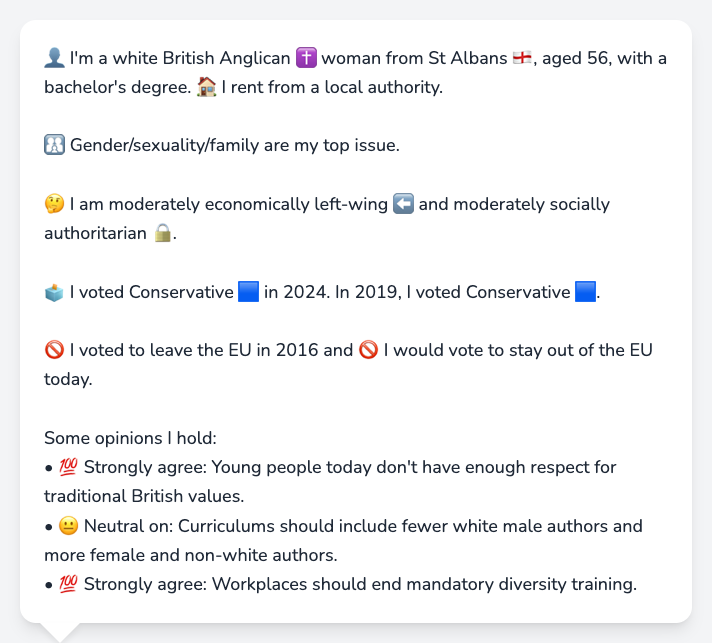 👤 I'm a white British Anglican ✝️ woman from St Albans 🏴󠁧󠁢󠁥󠁮󠁧󠁿, aged 56, with a
bachelor's degree. 🏠 I rent from a local authority.
🚻 Gender/sexuality/family are my top issue.
🤔 I am moderately economically left-wing ⬅️ and moderately socially
authoritarian 🔒.
🗳️ I voted Conservative 🟦 in 2024. In 2019, I voted Conservative 🟦.
🚫 I voted to leave the EU in 2016 and 🚫 I would vote to stay out of the EU
today.
Some opinions I hold:
• 💯 Strongly agree: Young people today don't have enough respect for
traditional British values.
• 😐 Neutral on: Curriculums should include fewer white male authors and
more female and non-white authors.
• 💯 Strongly agree: Workplaces should end mandatory diversity training.